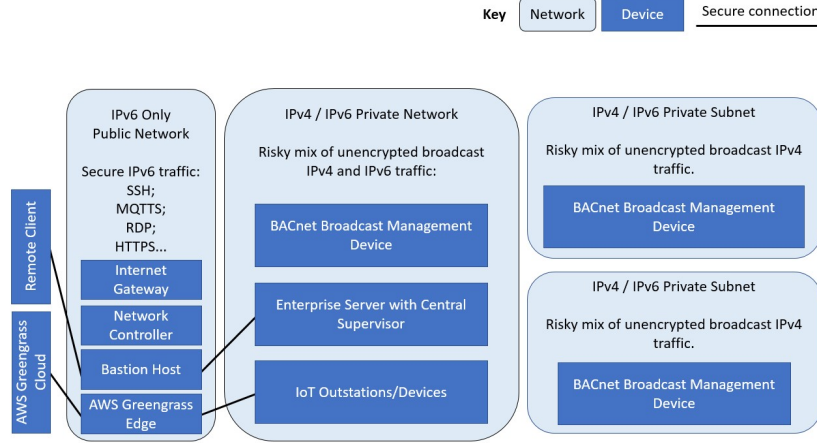 Key
Network
Device
Secure connection
IPv6 Only
Public Network
Secure IPv6 traffic:
SSH;
MQTTS;
RDP;
HTTPS...
Internet
Gateway
Network
Controller
Bastion Host
AWS Greengrass
Edge
Remote Client
AWS Greengrass
Cloud
IPv4 / IPv6 Private Network
Risky mix of unencrypted broadcast
IPv4 and IPv6 traffic:
BACnet Broadcast Management
Device
Enterprise Server with Central
Supervisor
IoT Outstations/Devices
IPv4 / IPv6 Private Subnet
Risky mix of unencrypted broadcast IPv4
traffic.
BACnet Broadcast Management
Device
IPv4 / IPv6 Private Subnet
Risky mix of unencrypted broadcast IPv4
traffic.
BACnet Broadcast Management
Device